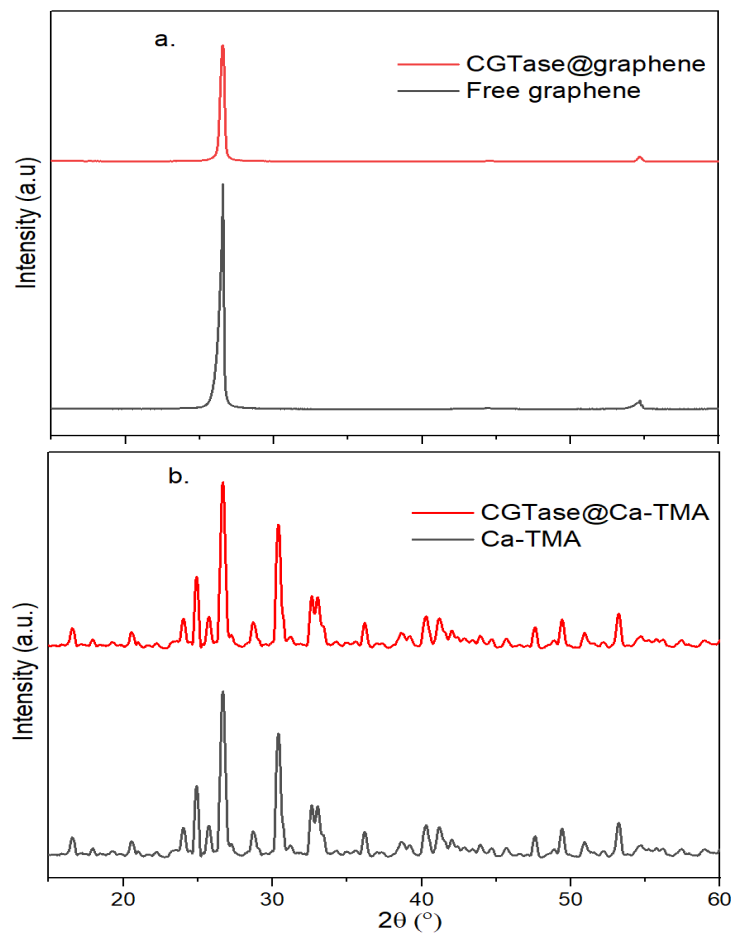 a.
CGTase@graphene
Free graphene
Intensity (a.u)
20
30
40
50
60
b.
CGTase@Ca-TMA
Ca-TMA
Intensity (a.u.)
20
30
40
50
60
2θ (°)